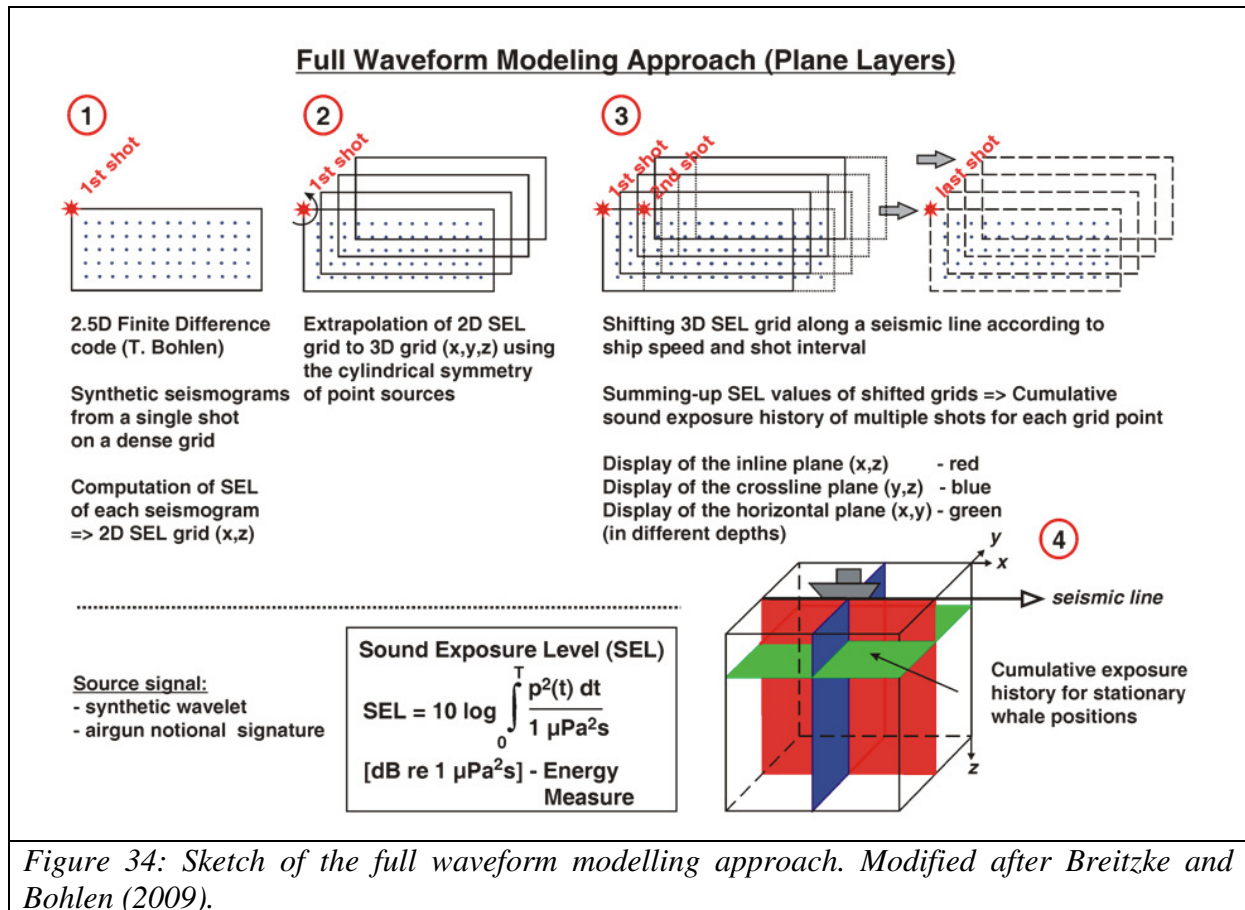 Full Waveform Modeling Approach (Plane Layers)
1
1st shot
2
1st shot
3
1st shot
2nd shot
last shot
2.5D Finite Difference
code (T. Bohlen)
Synthetic seismograms
from a single shot
on a dense grid
Computation of SEL
of each seismogram
=> 2D SEL grid (x,z)
Extrapolation of 2D SEL
grid to 3D grid (x,y,z) using
the cylindrical symmetry
of point sources
Shifting 3D SEL grid along a seismic line according to
ship speed and shot interval
Summing-up SEL values of shifted grids => Cumulative
sound exposure history of multiple shots for each grid point
Display of the inline plane (x,z) - red
Display of the crossline plane (y,z) - blue
Display of the horizontal plane (x,y) - green
(in different depths)
4
y
x
seismic line
Cumulative exposure
history for stationary
whale positions
z
Source signal:
- synthetic wavelet
- airgun notional signature
Sound Exposure Level (SEL)
SEL = 10 log ∫₀ᵀ p²(t) dt / 1 µPa²s
[dB re 1 µPa²s] - Energy
Measure
Figure 34: Sketch of the full waveform modelling approach. Modified after Breitzke and
Bohlen (2009).